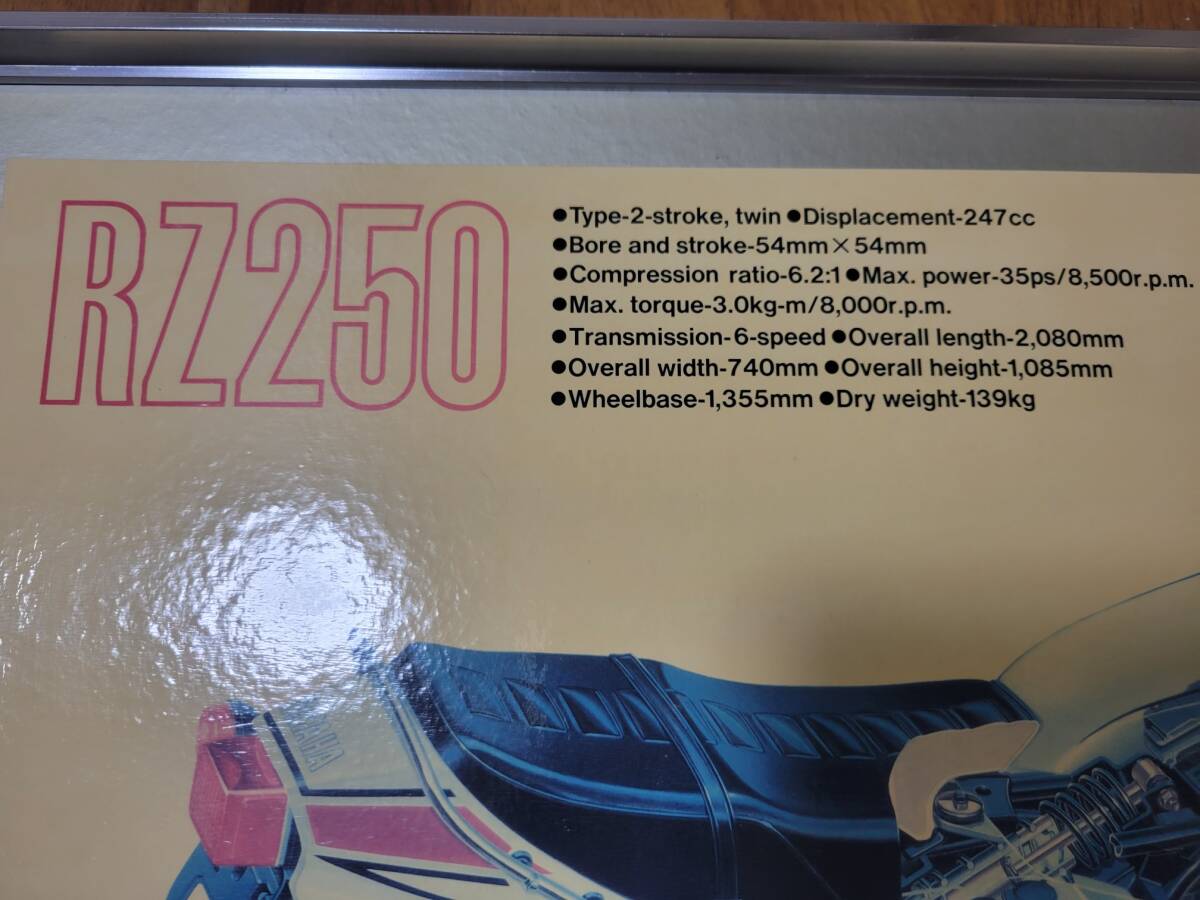 RZ250
●Type-2-stroke, twin ●Displacement-247cc
●Bore and stroke-54mm×54mm
●Compression ratio-6.2:1 ●Max. power-35ps/8,500r.p.m.
●Max. torque-3.0kg-m/8,000r.p.m.
●Transmission-6-speed ●Overall length-2,080mm
●Overall width-740mm ●Overall height-1,085mm
●Wheelbase-1,355mm ●Dry weight-139kg
YAMAHA